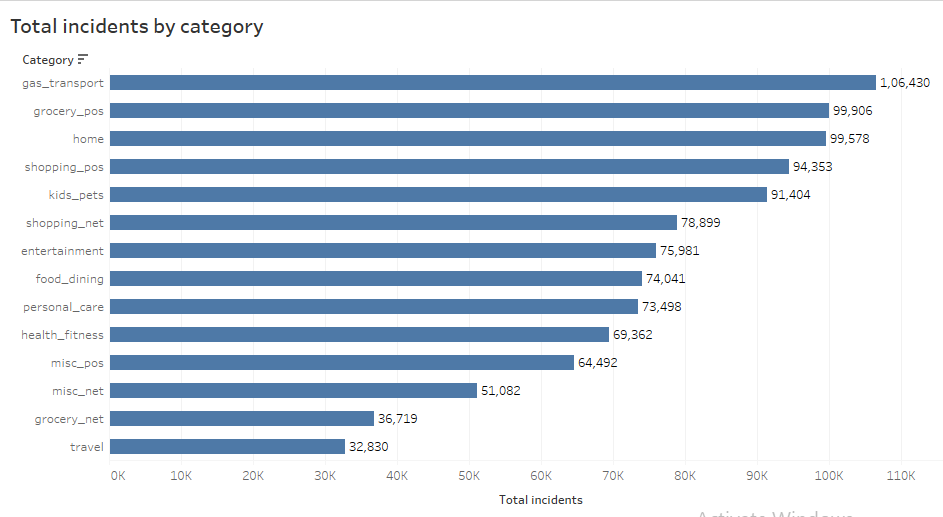 Total incidents by category
Category
gas_transport 1,06,430
grocery_pos 99,906
home 99,578
shopping_pos 94,353
kids_pets 91,404
shopping_net 78,899
entertainment 75,981
food_dining 74,041
personal_care 73,498
health_fitness 69,362
misc_pos 64,492
misc_net 51,082
grocery_net 36,719
travel 32,830
0K 10K 20K 30K 40K 50K 60K 70K 80K 90K 100K 110K
Total incidents
Activate Windows